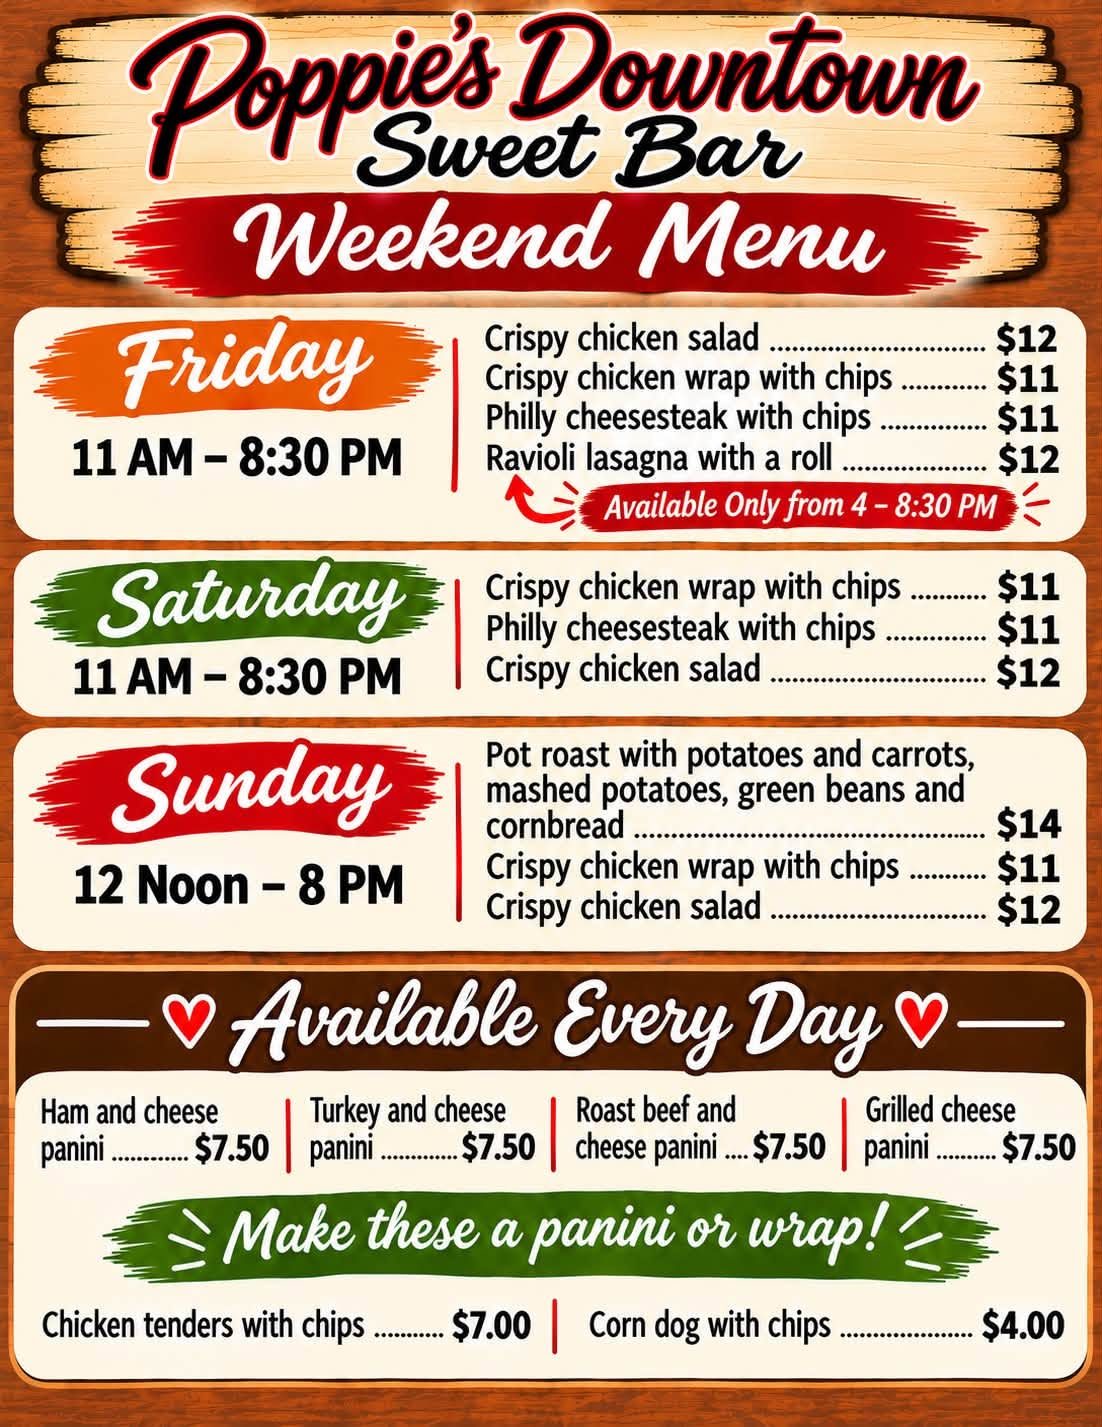 Poppie's Downtown
Sweet Bar
Weekend Menu
Friday
11 AM – 8:30 PM
Crispy chicken salad ........................... $12
Crispy chicken wrap with chips ........... $11
Philly cheesesteak with chips .............. $11
Ravioli lasagna with a roll ................... $12
Available Only from 4 – 8:30 PM
Saturday
11 AM – 8:30 PM
Crispy chicken wrap with chips .......... $11
Philly cheesesteak with chips ............. $11
Crispy chicken salad ........................... $12
Sunday
12 Noon – 8 PM
Pot roast with potatoes and carrots,
mashed potatoes, green beans and
cornbread ............................................ $14
Crispy chicken wrap with chips .......... $11
Crispy chicken salad ........................... $12
Available Every Day
Ham and cheese
panini ............ $7.50
Turkey and cheese
panini ............ $7.50
Roast beef and
cheese panini .... $7.50
Grilled cheese
panini .......... $7.50
Make these a panini or wrap!
Chicken tenders with chips ........... $7.00
Corn dog with chips ..................... $4.00